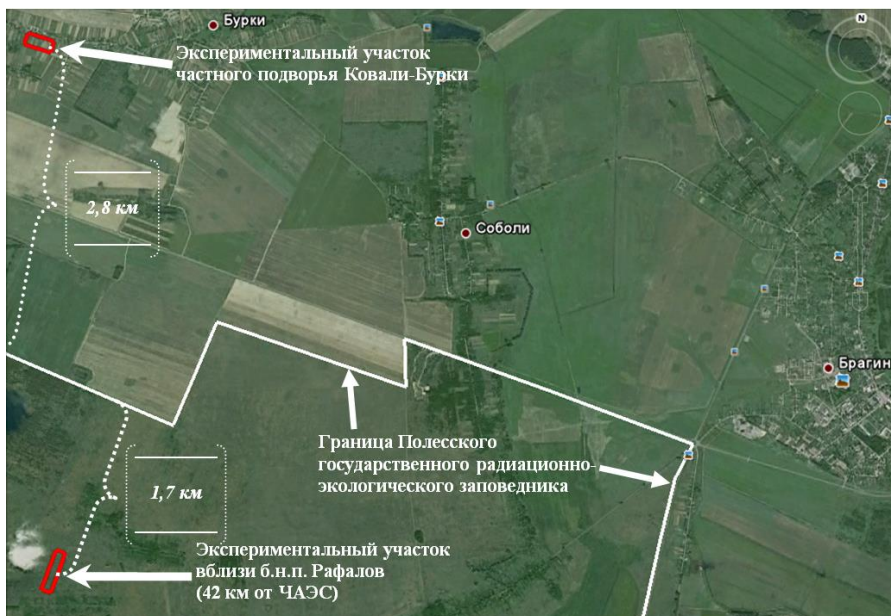 Бурки
N
Экспериментальный участок
частного подворья Ковали-Бурки
2,8 км
Соболи
Брагин
Граница Полесского
государственного радиационно-
экологического заповедника
1,7 км
Экспериментальный участок
вблизи б.н.п. Рафалов
(42 км от ЧАЭС)